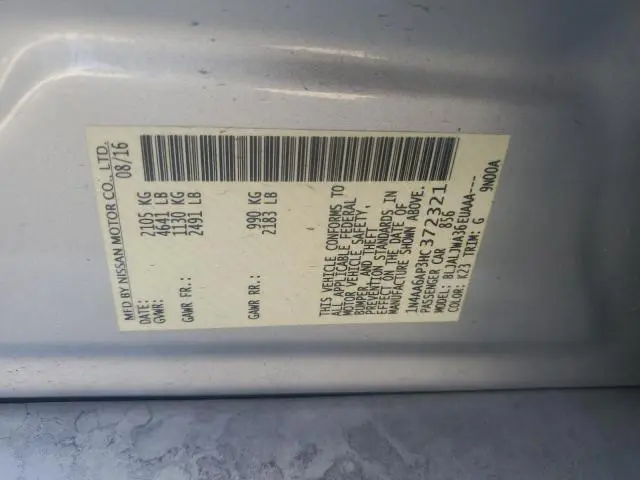 MFD BY NISSAN MOTOR CO., LTD.
DATE: 08/16
GVWR: 2105 KG
4641 LB
GAWR FR: 1130 KG
2491 LB
GAWR RR: 990 KG
2183 LB
THIS VEHICLE CONFORMS TO
ALL APPLICABLE FEDERAL
MOTOR VEHICLE SAFETY,
BUMPER, AND THEFT
PREVENTION STANDARDS IN
EFFECT ON THE DATE OF
MANUFACTURE SHOWN ABOVE.
1N4AA6AP3HC372321
PASSENGER CAR 856
MODEL: BLJALJWA36EUAAA----
COLOR: K23 TRIM: G 9N00A